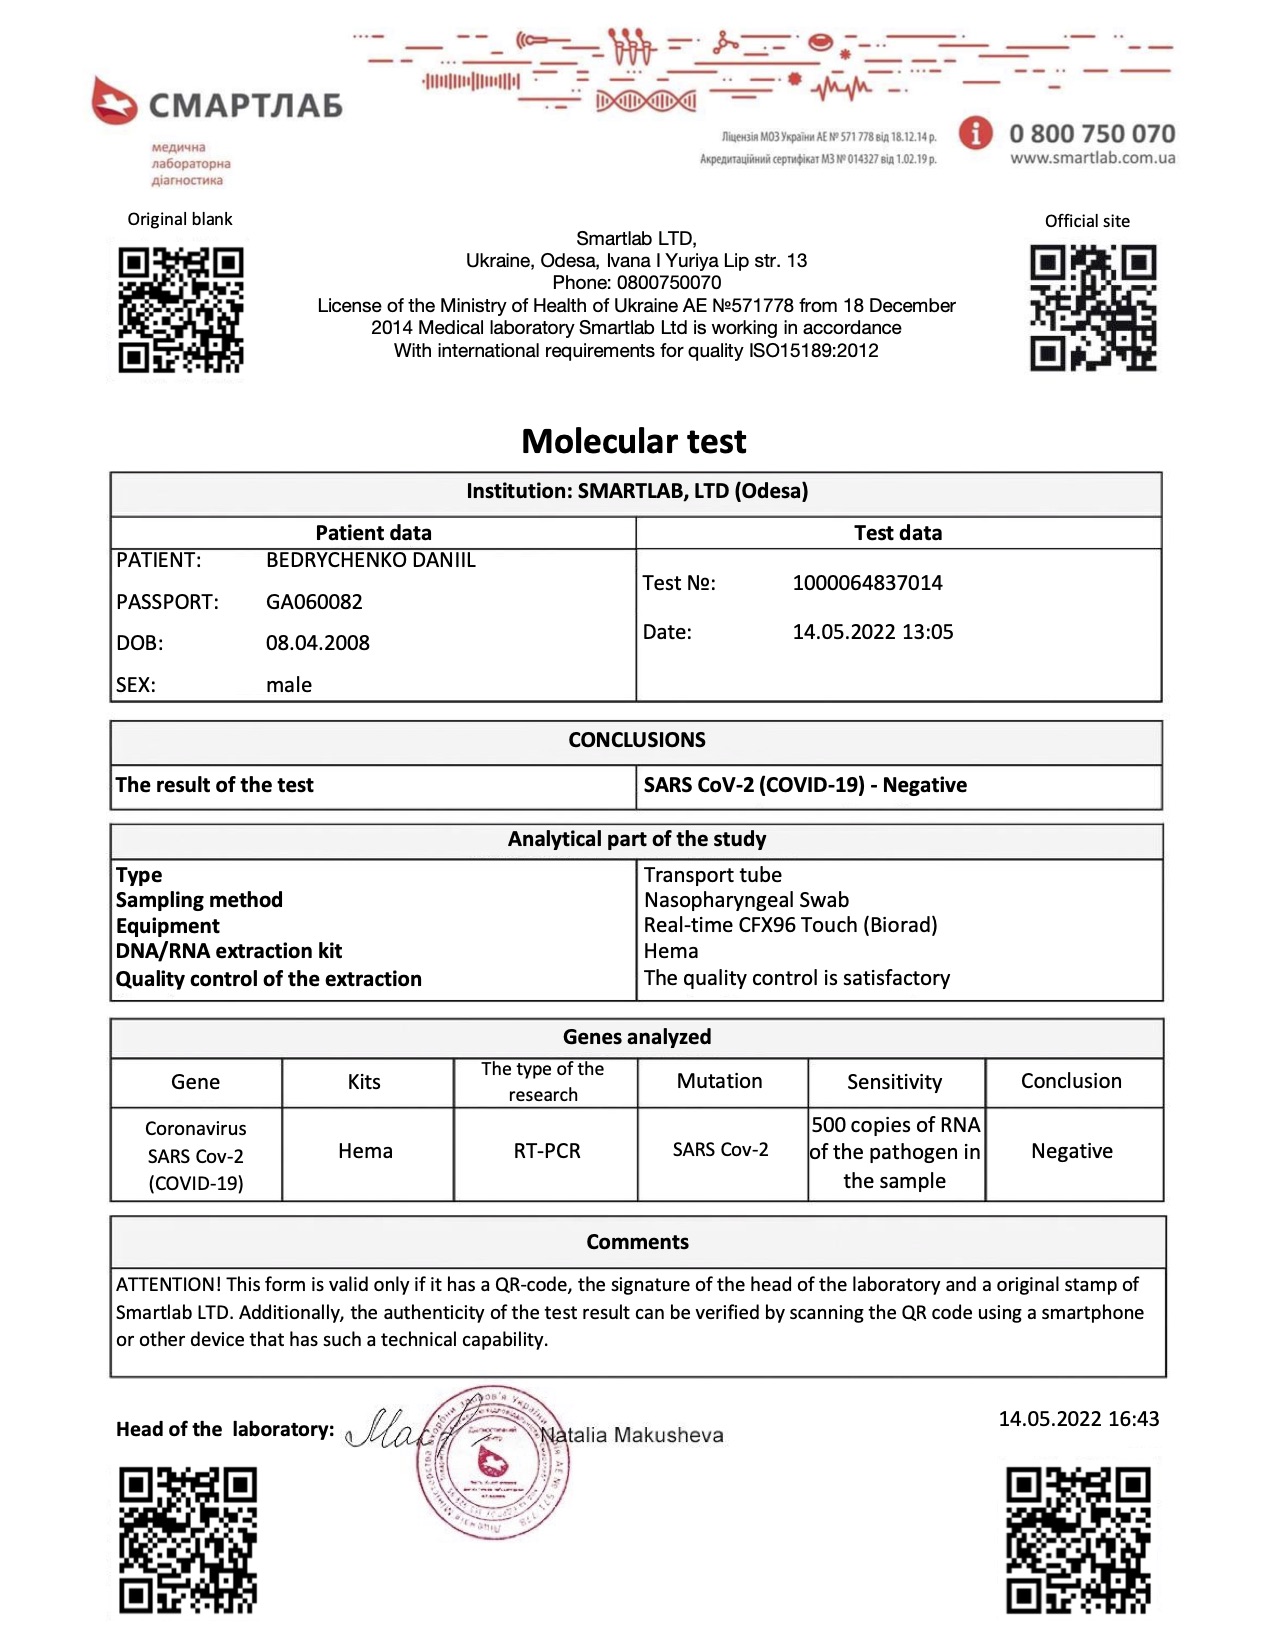 СМАРТЛАБ
медична
лабораторна
діагностика
Ліцензія МОЗ України АЕ № 571 778 від 18.12.14 р.
Акредитаційний сертифікат МЗ № 014327 від 1.02.19 р.
0 800 750 070
www.smartlab.com.ua
Original blank
Official site
Smartlab LTD,
Ukraine, Odesa, Ivana I Yuriya Lip str. 13
Phone: 0800750070
License of the Ministry of Health of Ukraine AE №571778 from 18 December
2014 Medical laboratory Smartlab Ltd is working in accordance
With international requirements for quality ISO15189:2012
Molecular test
Institution: SMARTLAB, LTD (Odesa)
Patient data
Test data
PATIENT: BEDRYCHENKO DANIIL
PASSPORT: GA060082
DOB: 08.04.2008
SEX: male
Test №: 1000064837014
Date: 14.05.2022 13:05
CONCLUSIONS
The result of the test SARS CoV-2 (COVID-19) - Negative
Analytical part of the study
Type Transport tube
Sampling method Nasopharyngeal Swab
Equipment Real-time CFX96 Touch (Biorad)
DNA/RNA extraction kit Hema
Quality control of the extraction The quality control is satisfactory
Genes analyzed
Gene
Kits
The type of the
research
Mutation
Sensitivity
Conclusion
Coronavirus
SARS Cov-2
(COVID-19)
Hema
RT-PCR
SARS Cov-2
500 copies of RNA
of the pathogen in
the sample
Negative
Comments
ATTENTION! This form is valid only if it has a QR-code, the signature of the head of the laboratory and a original stamp of
Smartlab LTD. Additionally, the authenticity of the test result can be verified by scanning the QR code using a smartphone
or other device that has such a technical capability.
Head of the laboratory:
Natalia Makusheva
14.05.2022 16:43